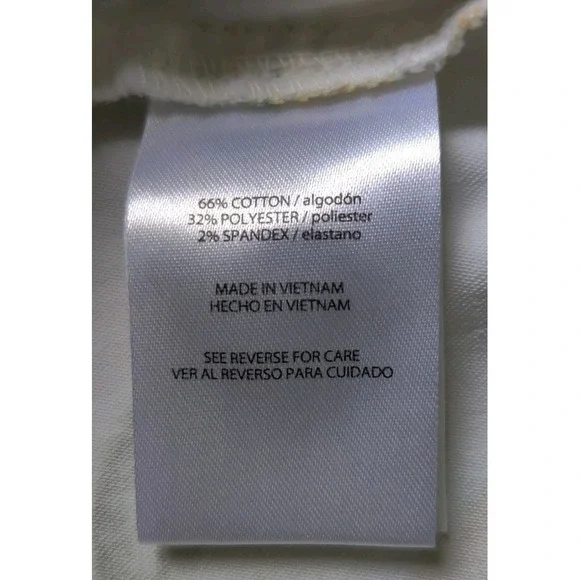 66% COTTON / algodón
32% POLYESTER / poliester
2% SPANDEX / elastano
MADE IN VIETNAM
HECHO EN VIETNAM
SEE REVERSE FOR CARE
VER AL REVERSO PARA CUIDADO